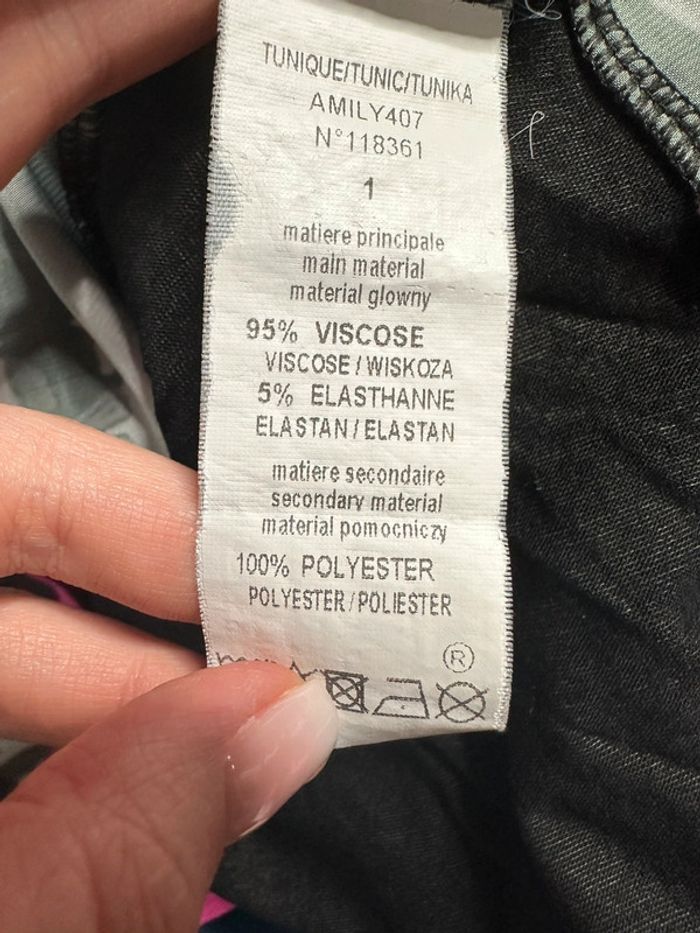 TUNIQUE/TUNIC/TUNIKA
AMILY407
N°118361
1
matiere principale
main material
material glowny
95% VISCOSE
VISCOSE / WISKOZA
5% ELASTHANNE
ELASTAN / ELASTAN
matiere secondaire
secondary material
material pomocniczy
100% POLYESTER
POLYESTER / POLIESTER
®